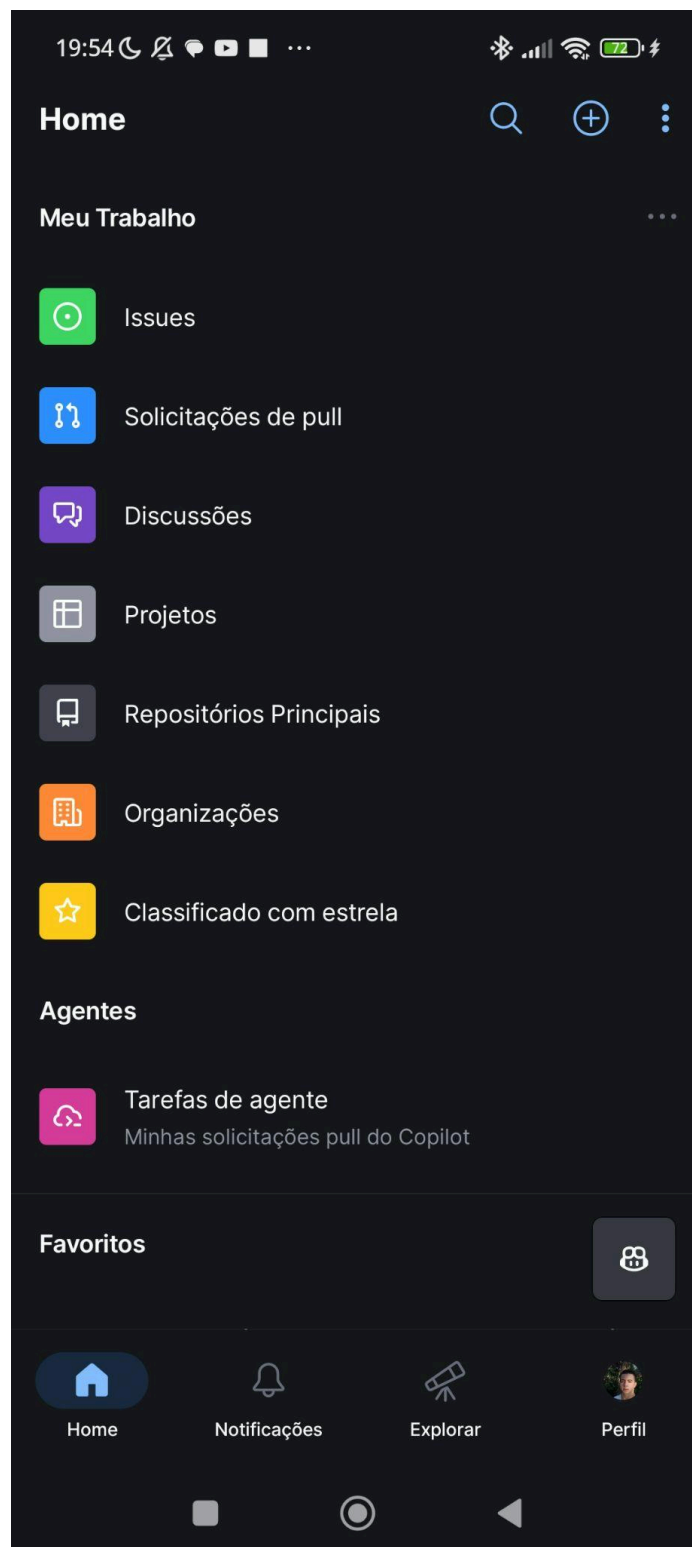 19:54
72
Home
Meu Trabalho
Issues
Solicitações de pull
Discussões
Projetos
Repositórios Principais
Organizações
Classificado com estrela
Agentes
Tarefas de agente
Minhas solicitações pull do Copilot
Favoritos
Home
Notificações
Explorar
Perfil